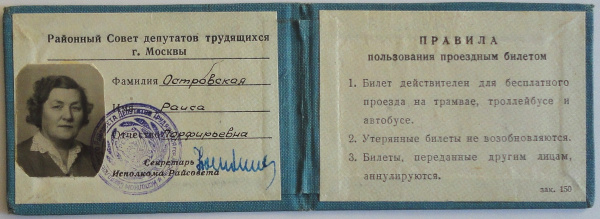 Районный Совет депутатов трудящихся
г. Москвы
Фамилия Островская
Имя Раиса
Отчество Порфирьевна
Секретарь
Исполкома Райсовета
ПРАВИЛА
пользования проездным билетом
1. Билет действителен для бесплатного
проезда на трамвае, троллейбусе и
автобусе.
2. Утерянные билеты не возобновляются.
3. Билеты, переданные другим лицам,
аннулируются.
зак. 150